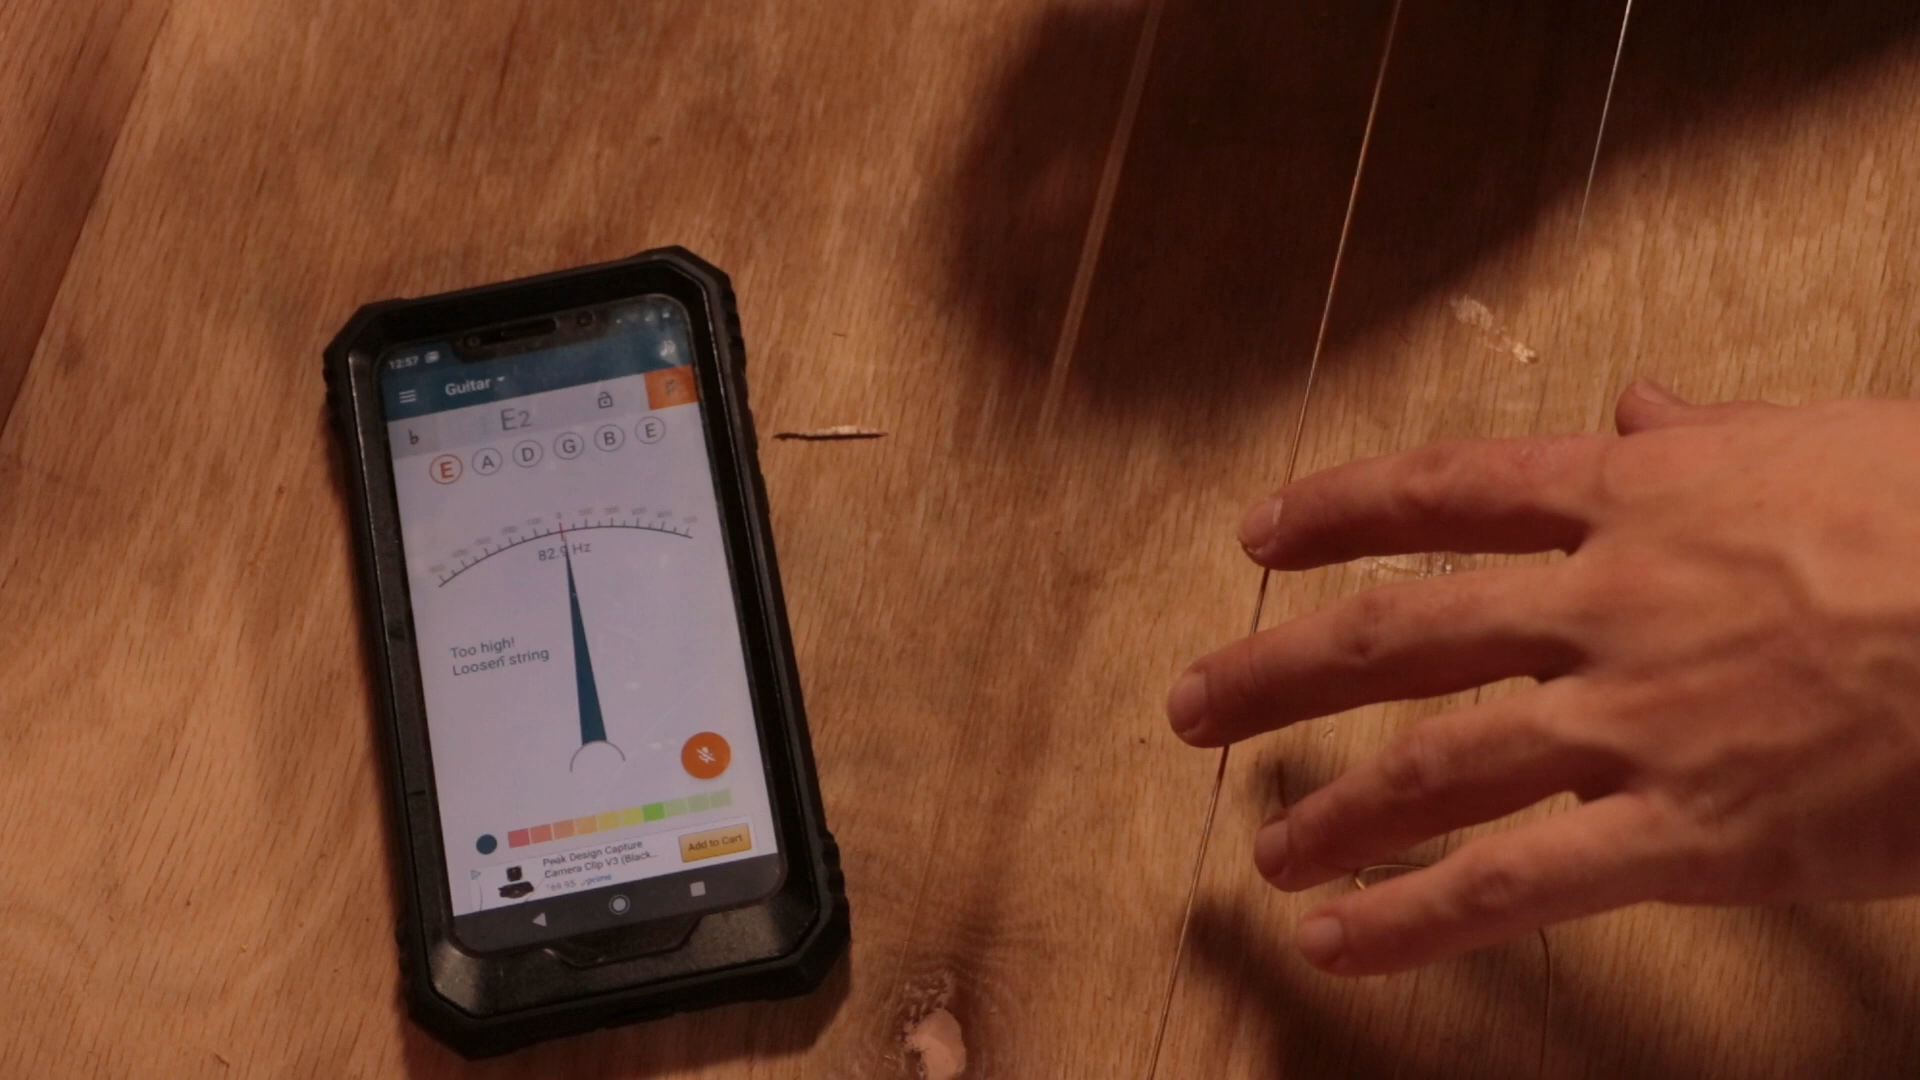 12:57
Guitar
♭ E2
E A D G B E
82.9 Hz
Too high!
Loosen string
Peak Design Capture
Camera Clip V3 (Black...
Add to Cart